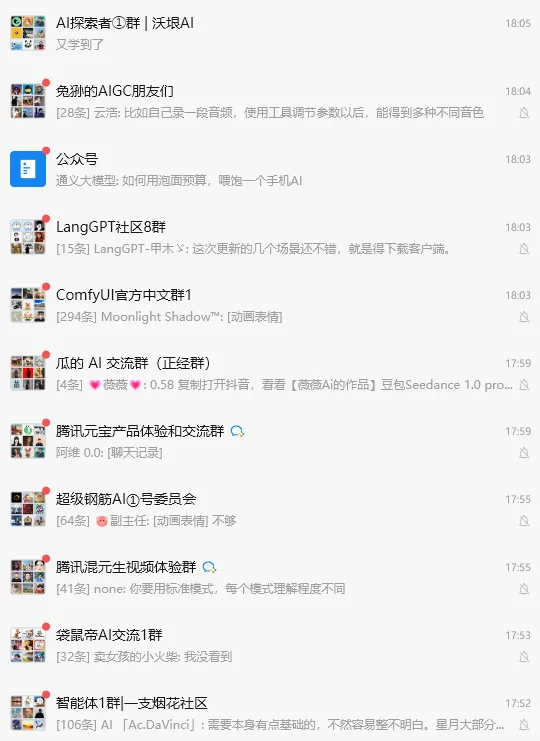 AI探索者①群 | 沃垠AI 18:05
又学到了
兔狲的AIGC朋友们 18:04
[28条] 云浩: 比如自己录一段音频，使用工具调节参数以后，能得到多种不同音色
公众号 18:03
通义大模型: 如何用泡面预算，喂饱一个手机AI
LangGPT社区8群 18:03
[15条] LangGPT-甲木ゞ: 这次更新的几个场景还不错，就是得下载客户端。
ComfyUI官方中文群1 18:03
[294条] Moonlight Shadow™: [动画表情]
瓜的 AI 交流群（正经群） 17:59
[4条] 💗薇薇💗: 0.58 复制打开抖音，看看【薇薇Ai的作品】豆包Seedance 1.0 pro...
腾讯元宝产品体验和交流群 17:59
阿维 0.0: [聊天记录]
超级钢筋AI①号委员会 17:55
[64条] 副主任: [动画表情] 不够
腾讯混元生视频体验群 17:55
[41条] none: 你要用标准模式，每个模式理解程度不同
袋鼠帝AI交流1群 17:53
[32条] 卖女孩的小火柴: 我没看到
智能体1群|一支烟花社区 17:52
[106条] AI 「Ac.DaVinci」: 需要本身有点基础的，不然容易整不明白。星月大部分...